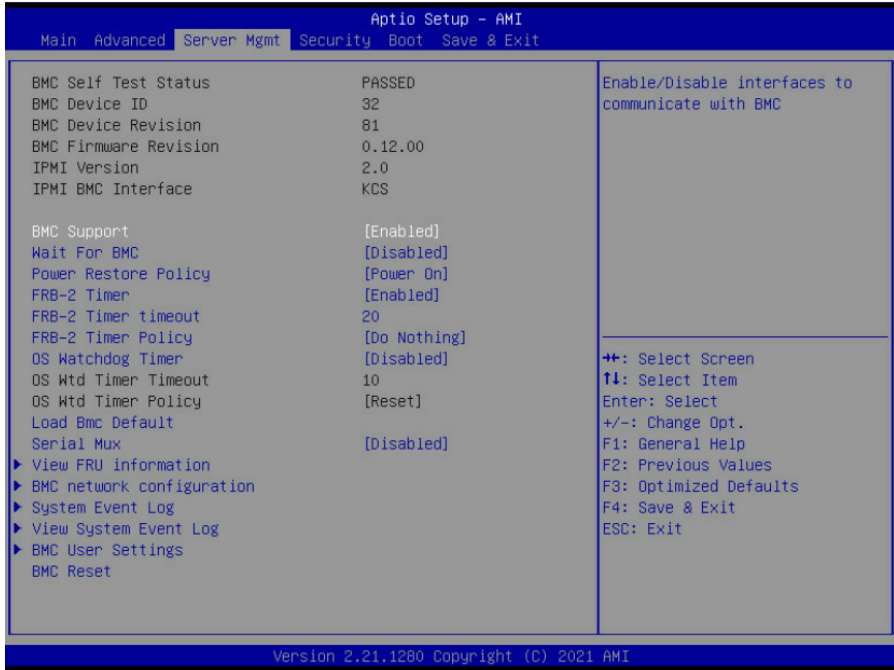 Aptio Setup – AMI
Main Advanced Server Mgmt Security Boot Save & Exit
BMC Self Test Status PASSED
BMC Device ID 32
BMC Device Revision 81
BMC Firmware Revision 0.12.00
IPMI Version 2.0
IPMI BMC Interface KCS
BMC Support [Enabled]
Wait For BMC [Disabled]
Power Restore Policy [Power On]
FRB-2 Timer [Enabled]
FRB-2 Timer timeout 20
FRB-2 Timer Policy [Do Nothing]
OS Watchdog Timer [Disabled]
OS Wtd Timer Timeout 10
OS Wtd Timer Policy [Reset]
Load Bmc Default
Serial Mux [Disabled]
View FRU information
BMC network configuration
System Event Log
View System Event Log
BMC User Settings
BMC Reset
Enable/Disable interfaces to
communicate with BMC
→←: Select Screen
↑↓: Select Item
Enter: Select
+/-: Change Opt.
F1: General Help
F2: Previous Values
F3: Optimized Defaults
F4: Save & Exit
ESC: Exit
Version 2.21.1280 Copyright (C) 2021 AMI